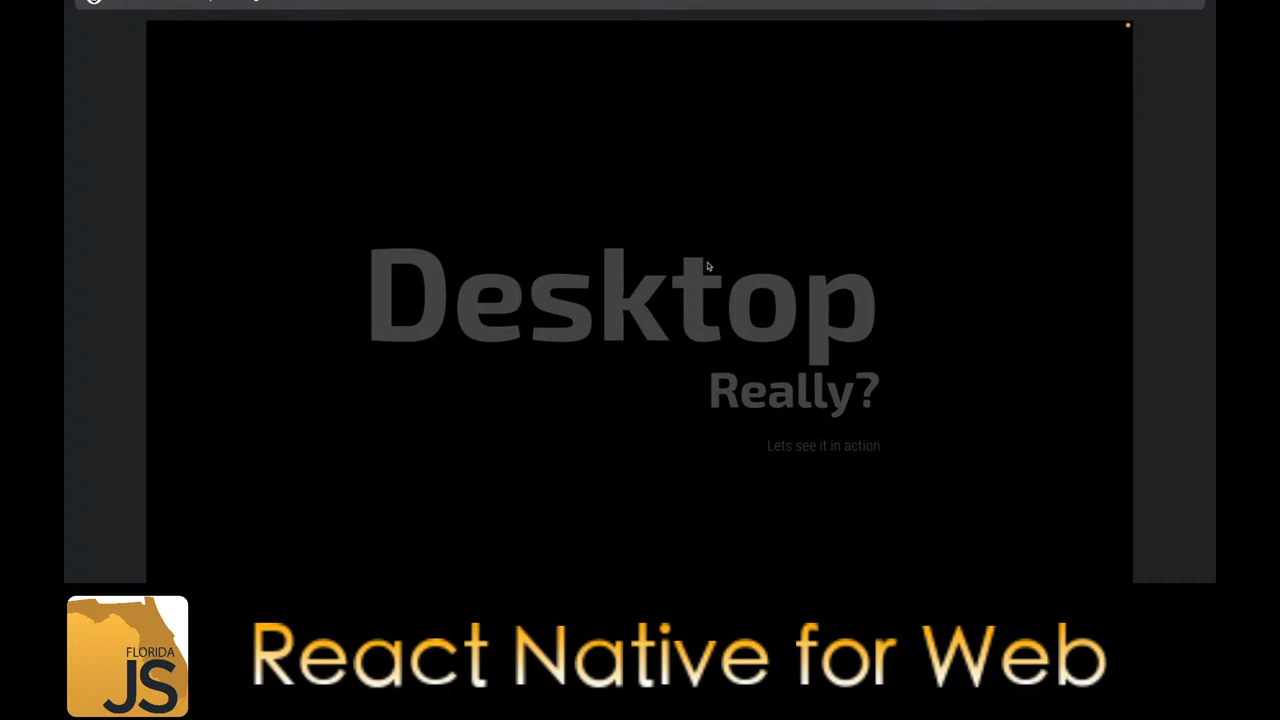 Desktop
Really?
Lets see it in action
FLORIDA
JS
React Native for Web